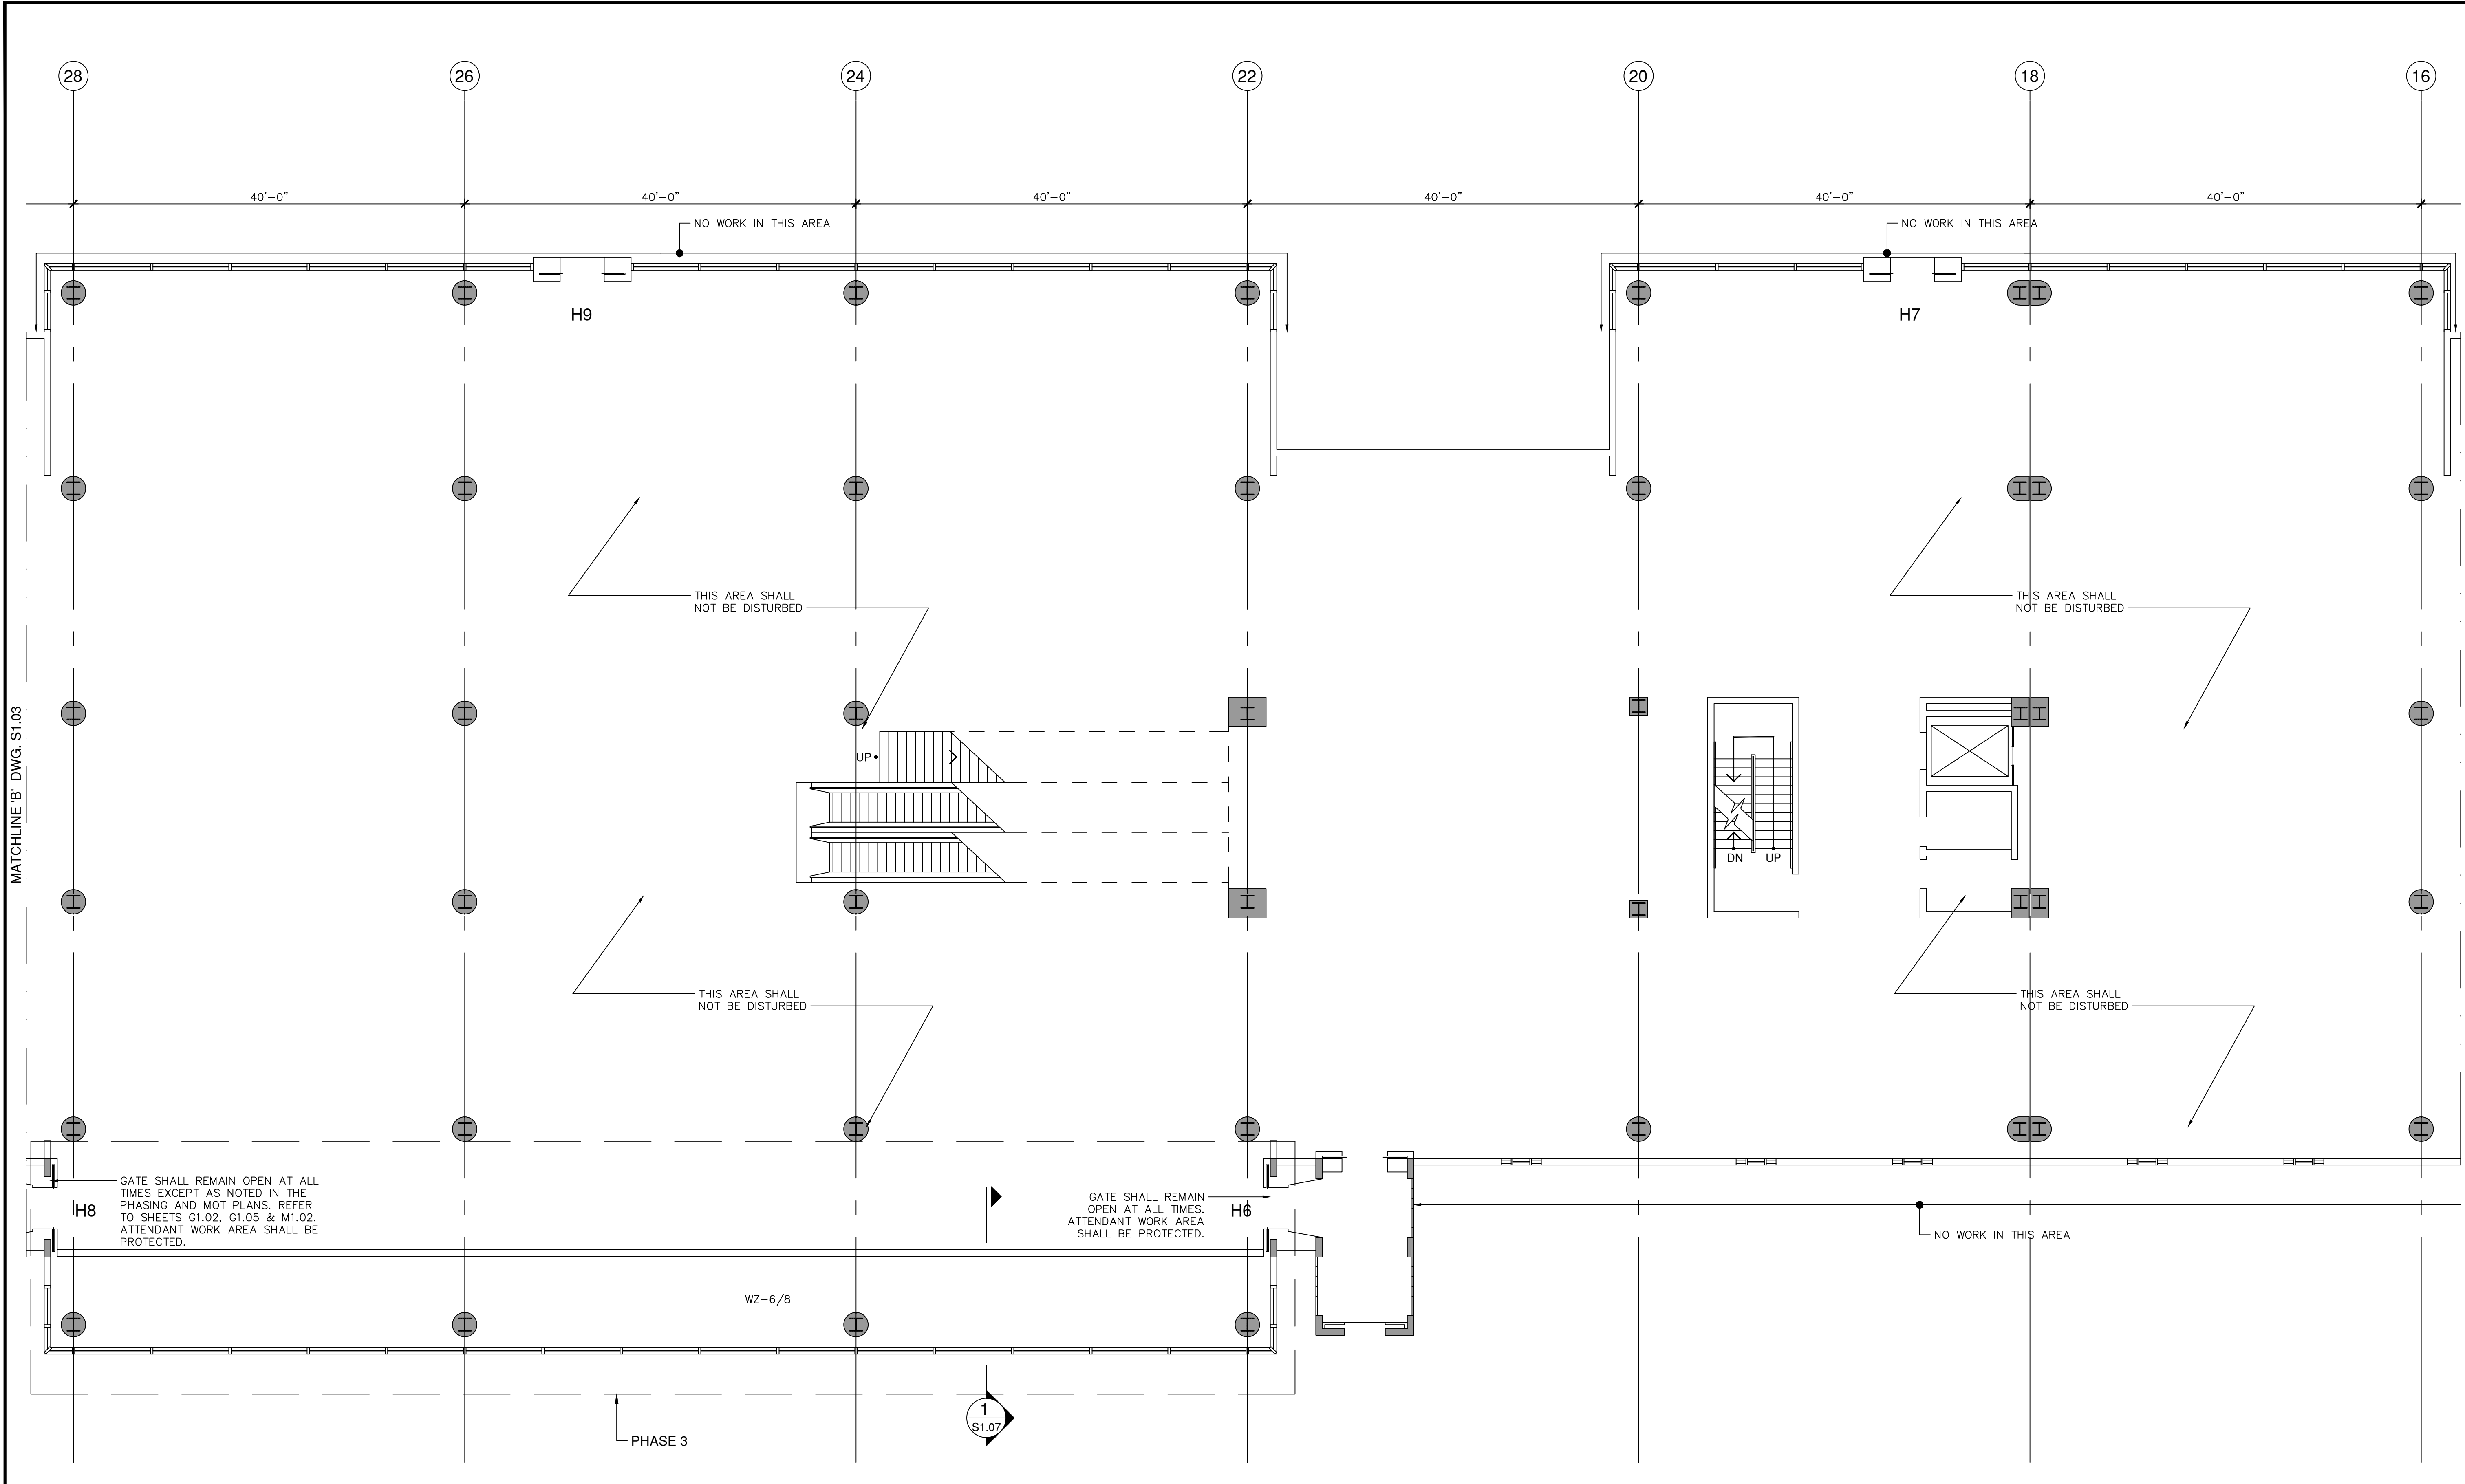 28
26
24
22
20
18
16
40'-0"
40'-0"
40'-0"
40'-0"
40'-0"
40'-0"
NO WORK IN THIS AREA
NO WORK IN THIS AREA
H9
H7
THIS AREA SHALL
NOT BE DISTURBED
THIS AREA SHALL
NOT BE DISTURBED
MATCHLINE 'B' DWG. S1.03
UP
DN
UP
THIS AREA SHALL
NOT BE DISTURBED
THIS AREA SHALL
NOT BE DISTURBED
H8
GATE SHALL REMAIN OPEN AT ALL
TIMES EXCEPT AS NOTED IN THE
PHASING AND MOT PLANS. REFER
TO SHEETS G1.02, G1.05 & M1.02.
ATTENDANT WORK AREA SHALL BE
PROTECTED.
GATE SHALL REMAIN
OPEN AT ALL TIMES.
ATTENDANT WORK AREA
SHALL BE PROTECTED.
H6
NO WORK IN THIS AREA
WZ-6/8
1
S1.07
PHASE 3